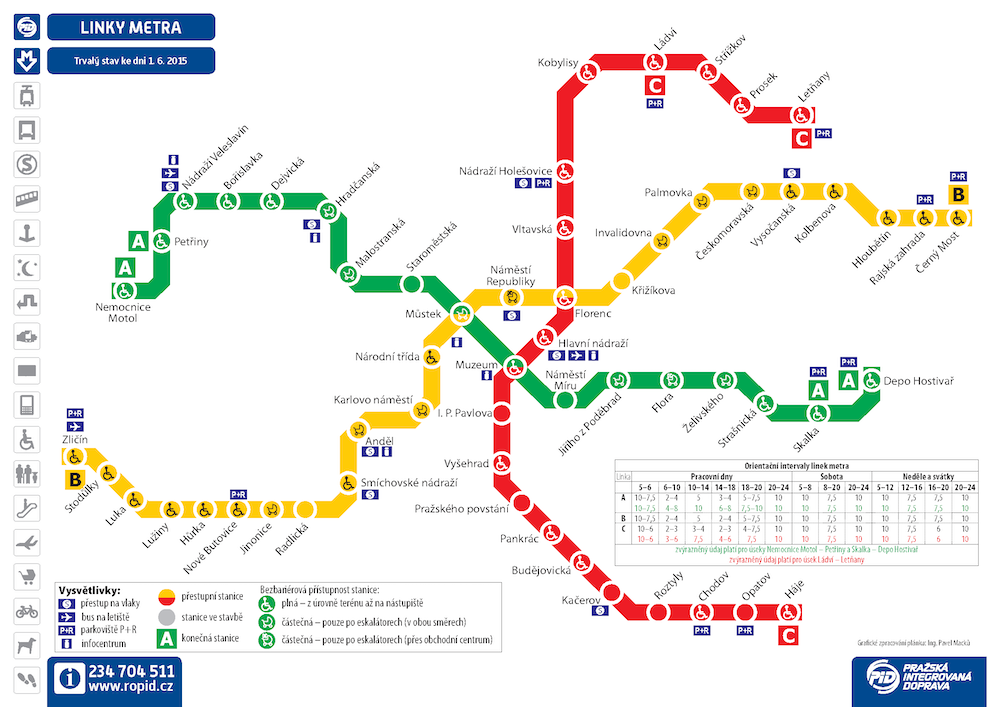 PID
LINKY METRA
M
Trvalý stav ke dni 1. 6. 2015
Kobylisy
Ládví
C
P+R
Střížkov
Prosek
Letňany
C
P+R
Nádraží Veleslavín
Bořislavka
Dejvická
Hradčanská
Petřiny
A
A
Nemocnice
Motol
Malostranská
Staroměstská
Nádraží Holešovice
S P+R
Vltavská
Palmovka
Invalidovna
Českomoravská
Vysočanská
Kolbenova
Hloubětín
P+R
Rajská zahrada
P+R
B
Černý Most
Náměstí
Republiky
Křižíkova
Florenc
Můstek
Hlavní nádraží
Národní třída
Muzeum
Náměstí
Míru
Karlovo náměstí
I. P. Pavlova
Jiřího z Poděbrad
Flora
Želivského
Strašnická
P+R
A
Skalka
P+R
A
Depo Hostivař
P+R
Zličín
B
Stodůlky
Luka
Lužiny
Hůrka
P+R
Nové Butovice
Jinonice
Radlická
Anděl
Smíchovské nádraží
Vyšehrad
Pražského povstání
Pankrác
Budějovická
Kačerov
Roztyly
Chodov
P+R
Opatov
P+R
Háje
C
Orientační intervaly linek metra
Linka Pracovní dny Sobota Neděle a svátky
5–6 6–10 10–14 14–18 18–20 20–24 5–8 8–20 20–24 5–12 12–16 16–20 20–24
A 10–7,5 2–4 5 3–4 5–7,5 10 10 7,5 10 10 7,5 7,5 10
10–7,5 4–8 10 6–8 7,5–10 10 10 7,5 10 10 7,5 7,5 10
B 10–7,5 2–4 5 2–4 5–7,5 10 10 7,5 10 10 7,5 7,5 10
C 10–6 2–3 3–4 2–3 4–7,5 10 10 7,5 10 10 7,5 6 10
10–6 3–6 7,5 4–6 7,5 10 10 7,5 10 10 7,5 6 10
zvýrazněný údaj platí pro úseky Nemocnice Motol – Petřiny a Skalka – Depo Hostivař
zvýrazněný údaj platí pro úsek Ládví – Letňany
Vysvětlivky:
S přestup na vlaky
bus na letiště
P+R parkoviště P+R
i infocentrum
přestupní stanice
stanice ve stavbě
A konečná stanice
Bezbariérová přístupnost stanice:
plná – z úrovně terénu až na nástupiště
částečná – pouze po eskalátorech (v obou směrech)
částečná – pouze po eskalátorech (přes obchodní centrum)
Grafické zpracování plánku: Ing. Pavel Macků
i 234 704 511
www.ropid.cz
PID
PRAŽSKÁ
INTEGROVANÁ
DOPRAVA